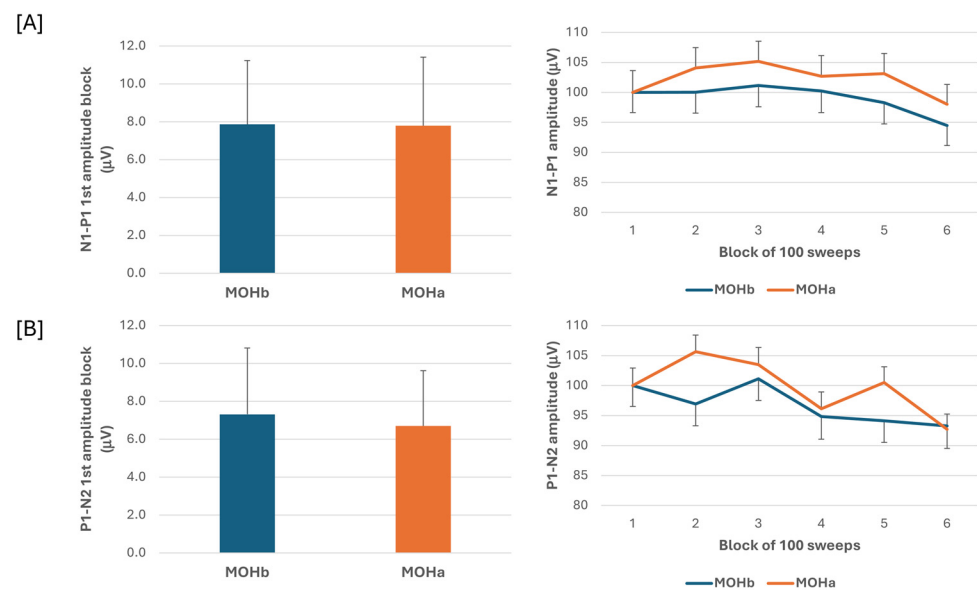 [A]
N1-P1 1st amplitude block
(µV)
12.0
10.0
8.0
6.0
4.0
2.0
0.0
MOHb
MOHa
N1-P1 amplitude (µV)
110
105
100
95
90
85
80
1 2 3 4 5 6
Block of 100 sweeps
MOHb MOHa
[B]
P1-N2 1st amplitude block
(µV)
12.0
10.0
8.0
6.0
4.0
2.0
0.0
MOHb
MOHa
P1-N2 amplitude (µV)
110
105
100
95
90
85
80
1 2 3 4 5 6
Block of 100 sweeps
MOHb MOHa